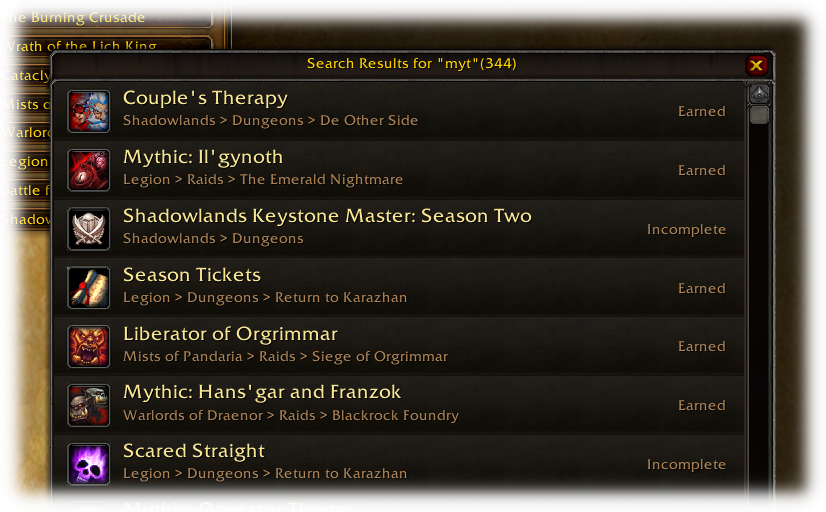 The Burning Crusade
Wrath of the Lich King
Search Results for "myt"(344)
Couple's Therapy
Shadowlands > Dungeons > De Other Side
Earned
Mythic: Il'gynoth
Legion > Raids > The Emerald Nightmare
Earned
Shadowlands Keystone Master: Season Two
Shadowlands > Dungeons
Incomplete
Season Tickets
Legion > Dungeons > Return to Karazhan
Earned
Liberator of Orgrimmar
Mists of Pandaria > Raids > Siege of Orgrimmar
Earned
Mythic: Hans'gar and Franzok
Warlords of Draenor > Raids > Blackrock Foundry
Earned
Scared Straight
Legion > Dungeons > Return to Karazhan
Incomplete
Catacly
Mists o
Warlor
Legion
Battle f
Shadow
Mythic: